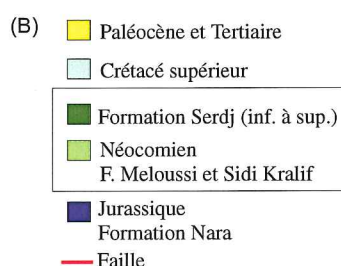 (B)
Paléocène et Tertiaire
Crétacé supérieur
Formation Serdj (inf. à sup.)
Néocomien
F. Meloussi et Sidi Kralif
Jurassique
Formation Nara
Faille